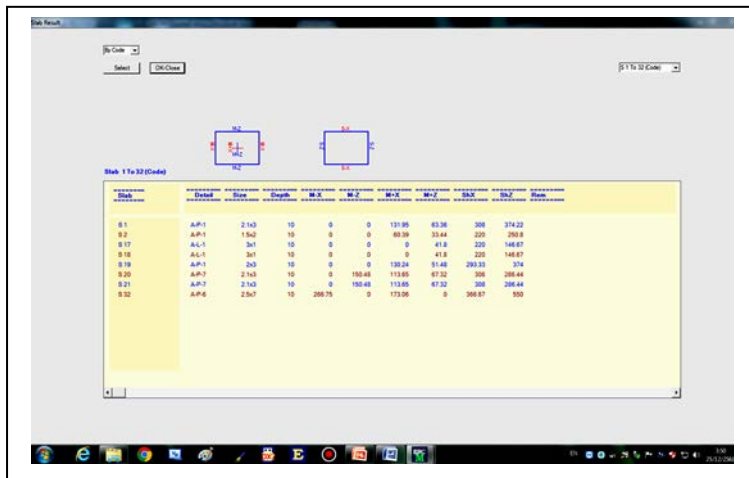 Slab Result
By Code
Select OK/Close S 1 To 32 (Code)
M-Z S-X
M+Z S-Z S-Z
M-Z S-X
Slab 1 To 32 (Code)
Slab Detail Size Depth M-X M-Z M+X M+Z ShX ShZ Rem
S 1 A-P-1 2.1x3 10 0 0 131.95 63.36 308 374.22
S 2 A-P-1 1.5x2 10 0 0 69.39 33.44 220 250.8
S 17 A-L-1 3x1 10 0 0 0 41.8 220 146.67
S 18 A-L-1 3x1 10 0 0 0 41.8 220 146.67
S 19 A-P-1 2x3 10 0 0 130.24 51.48 293.33 374
S 20 A-P-7 2.1x3 10 0 150.48 113.85 67.32 308 286.44
S 21 A-P-7 2.1x3 10 0 150.48 113.85 67.32 308 286.44
S 32 A-P-6 2.5x7 10 268.75 0 173.06 0 366.67 550
EN